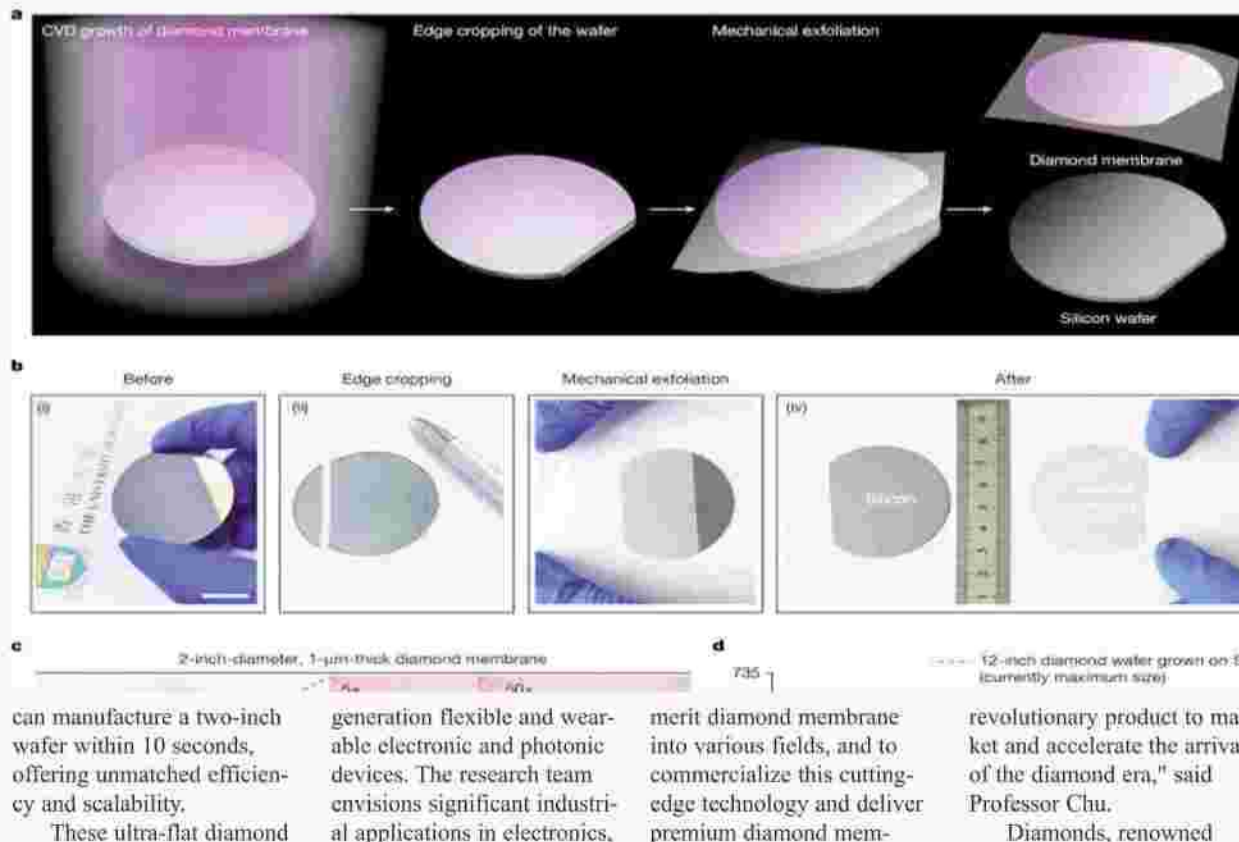 a
CVD growth of diamond membrane
Edge cropping of the wafer
Mechanical exfoliation
Diamond membrane
Silicon wafer
b
Before
Edge cropping
Mechanical exfoliation
After
(i)
(ii)
(iv)
THE UNIVERSITY
Silicon
c
2-inch-diameter, 1-μm-thick diamond membrane
d
735
12-inch diamond wafer grown on S
(currently maximum size)
can manufacture a two-inch
wafer within 10 seconds,
offering unmatched efficien-
cy and scalability.
These ultra-flat diamond
generation flexible and wear-
able electronic and photonic
devices. The research team
envisions significant industri-
al applications in electronics,
merit diamond membrane
into various fields, and to
commercialize this cutting-
edge technology and deliver
premium diamond mem-
revolutionary product to ma
ket and accelerate the arriva
of the diamond era," said
Professor Chu.
Diamonds, renowned